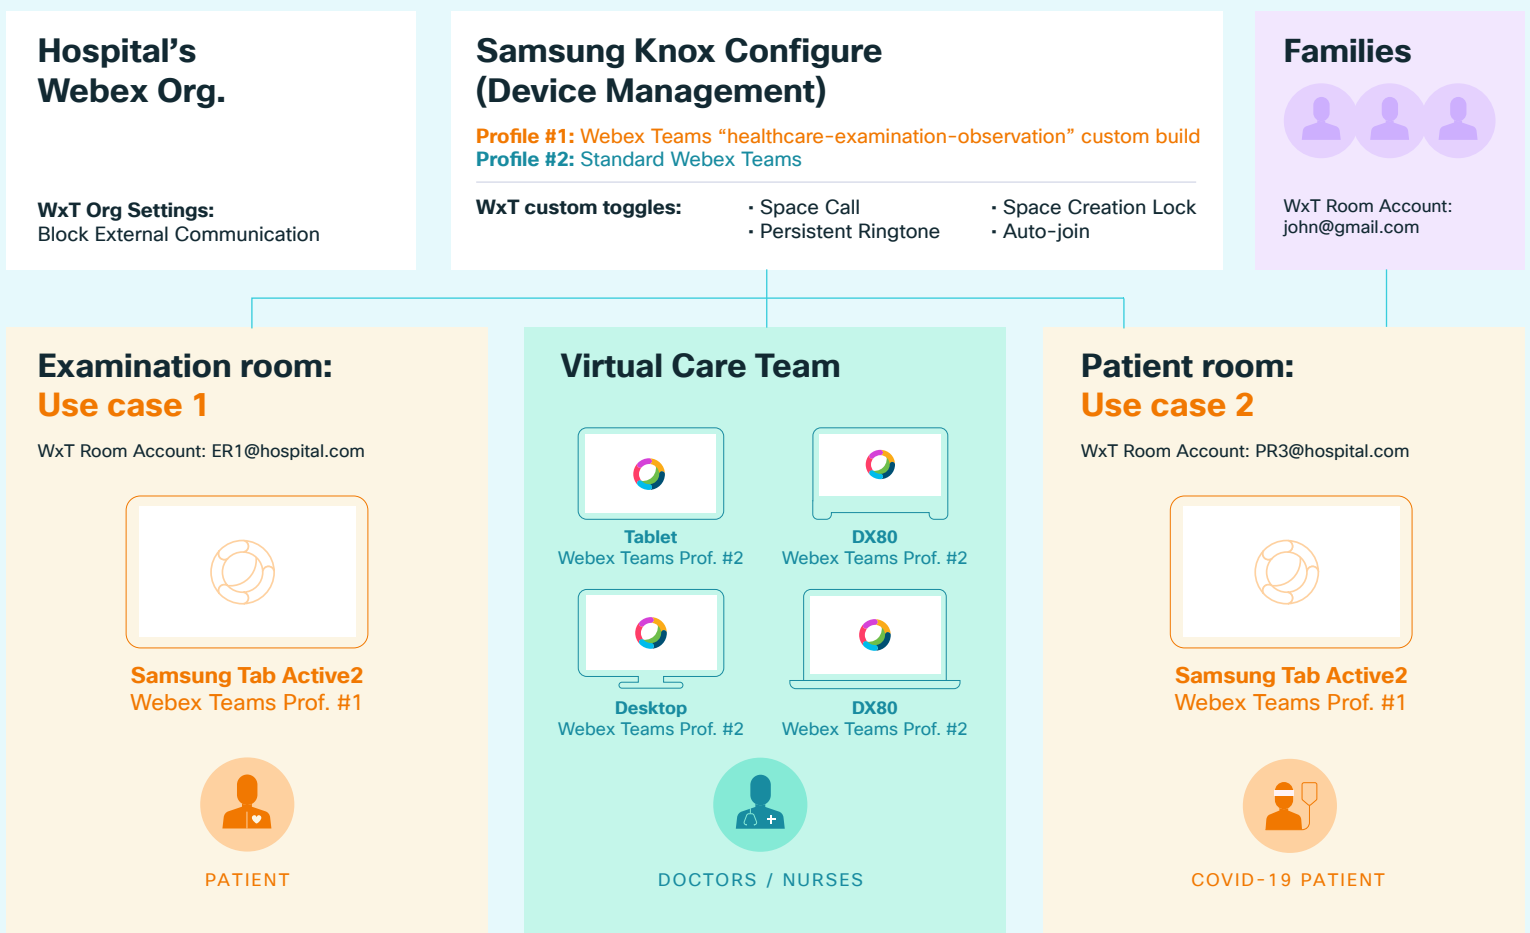 Hospital’s
Webex Org.
WxT Org Settings:
Block External Communication
Samsung Knox Configure
(Device Management)
Profile #1: Webex Teams “healthcare-examination-observation” custom build
Profile #2: Standard Webex Teams
WxT custom toggles:
· Space Call
· Persistent Ringtone
· Space Creation Lock
· Auto-join
Families
WxT Room Account:
john@gmail.com
Examination room:
Use case 1
WxT Room Account: ER1@hospital.com
Samsung Tab Active2
Webex Teams Prof. #1
PATIENT
Virtual Care Team
Tablet
Webex Teams Prof. #2
DX80
Webex Teams Prof. #2
Desktop
Webex Teams Prof. #2
DX80
Webex Teams Prof. #2
DOCTORS / NURSES
Patient room:
Use case 2
WxT Room Account: PR3@hospital.com
Samsung Tab Active2
Webex Teams Prof. #1
COVID-19 PATIENT